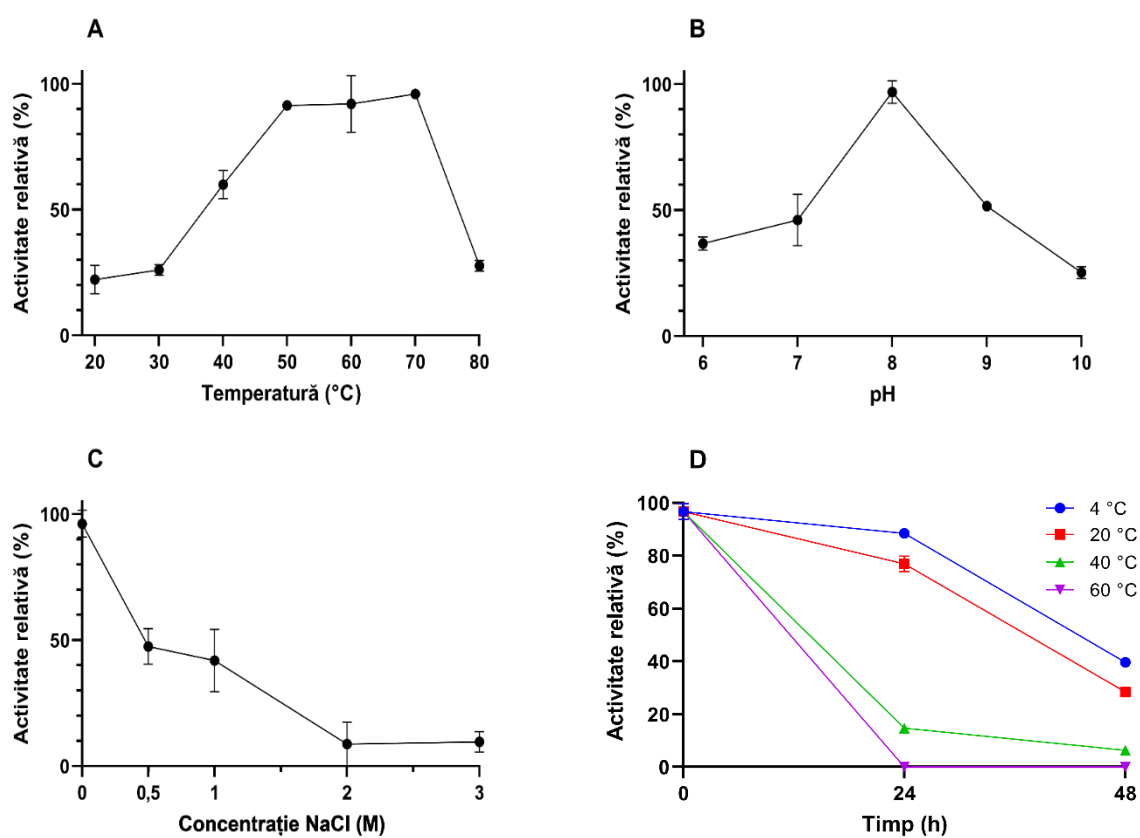 A
Activitate relativă (%)
100
50
0
20 30 40 50 60 70 80
Temperatură (°C)
B
Activitate relativă (%)
100
50
0
6 7 8 9 10
pH
C
Activitate relativă (%)
100
50
0
0 0,5 1 2 3
Concentrație NaCl (M)
D
Activitate relativă (%)
100
80
60
40
20
0
0 24 48
Timp (h)
4 °C
20 °C
40 °C
60 °C